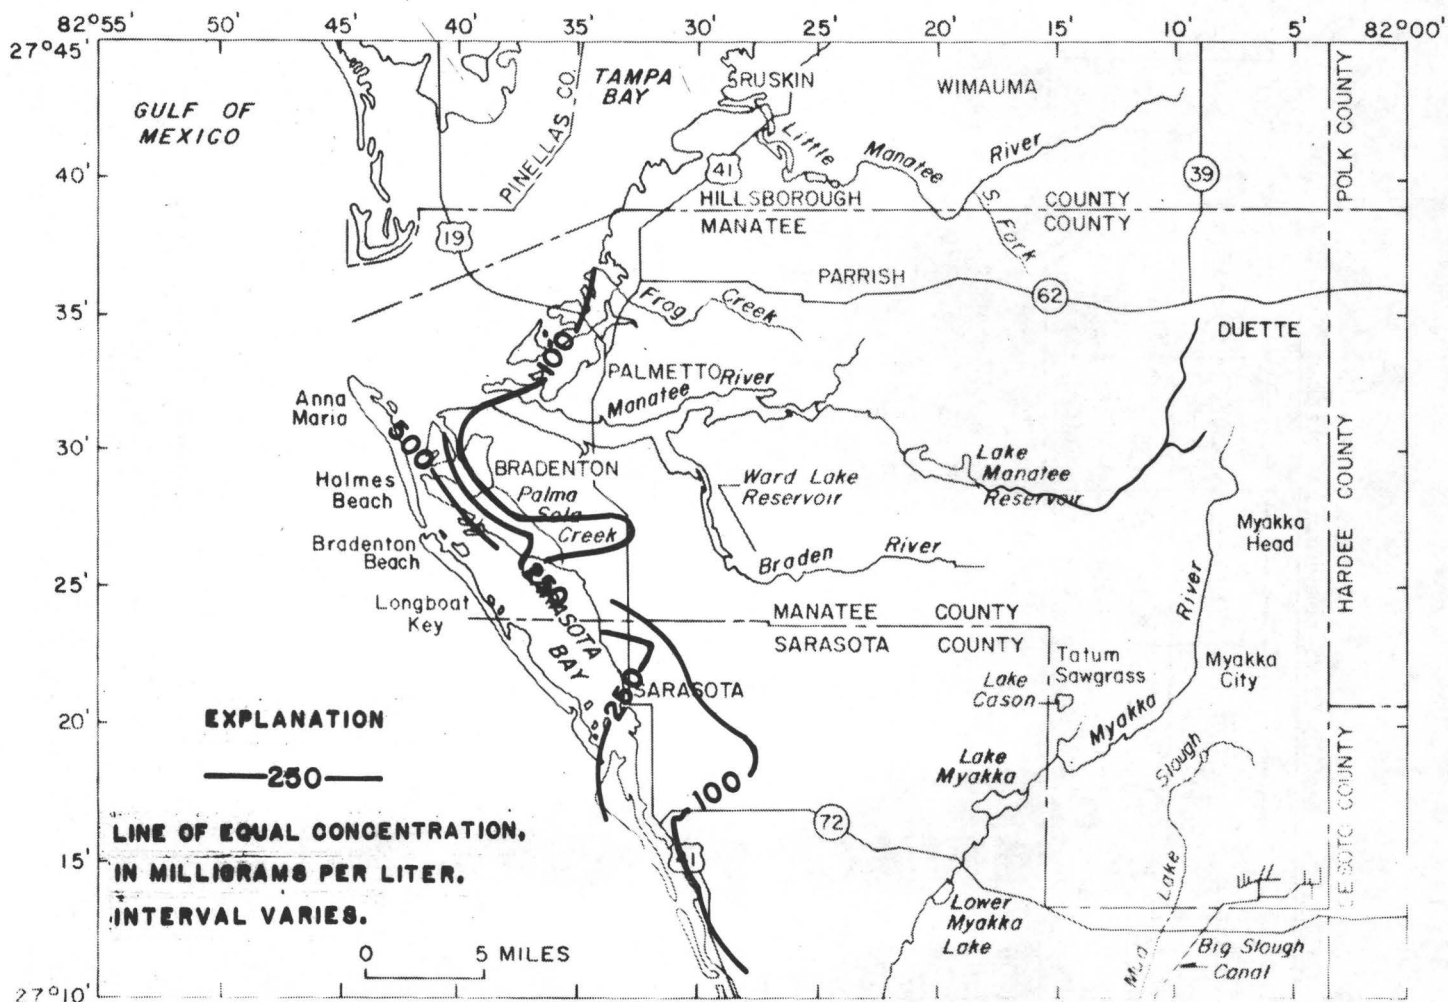 82°55' 50' 45' 40' 35' 30' 25' 20' 15' 10' 5' 82°00'
27°45'
GULF OF
MEXICO
TAMPA
BAY
PINELLAS CO.
RUSKIN
WIMAUMA
Little Manatee River
S. Fork
41
39
19
40'
HILLSBOROUGH COUNTY
MANATEE COUNTY
POLK COUNTY
PARRISH
62
35'
Frog Creek
DUETTE
100
PALMETTO
Manatee River
Anna
Maria
500
30'
BRADENTON
Holmes
Beach
Palma
Sola
Creek
Ward Lake
Reservoir
Lake
Manatee
Reservoir
HARDEE COUNTY
Myakka
Head
Bradenton
Beach
Braden River
25'
250
Longboat
Key
SARASOTA
BAY
MANATEE COUNTY
SARASOTA COUNTY
Tatum
Sawgrass
Lake
Cason
Myakka
City
Myakka River
250
SARASOTA
20'
EXPLANATION
250
LINE OF EQUAL CONCENTRATION,
IN MILLIGRAMS PER LITER.
INTERVAL VARIES.
Lake
Myakka
Slough
Lake
100
72
15'
41
Lower
Myakka
Lake
Big Slough
Canal
0 5 MILES
27°10'